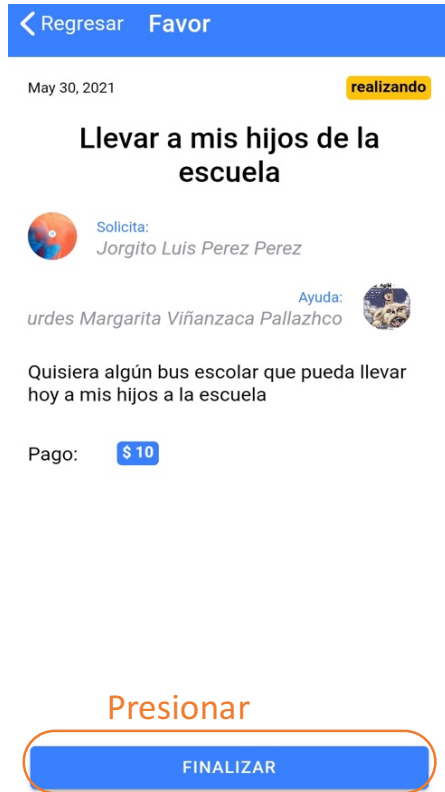 Regresar Favor
May 30, 2021 realizando
Llevar a mis hijos de la
escuela
Solicita:
Jorgito Luis Perez Perez
Ayuda:
urdes Margarita Viñanzaca Pallazhco
Quisiera algún bus escolar que pueda llevar
hoy a mis hijos a la escuela
Pago: $ 10
Presionar
FINALIZAR